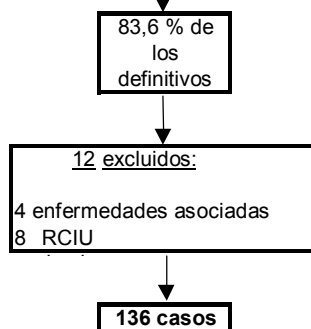 83,6 % de
los
definitivos
12 excluidos:
4 enfermedades asociadas
8 RCIU
136 casos